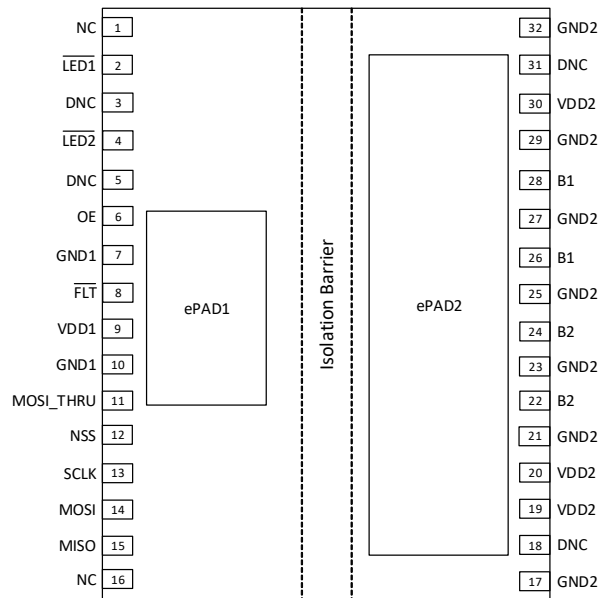 NC 1
LED1 2
DNC 3
LED2 4
DNC 5
OE 6
GND1 7
FLT 8
VDD1 9
GND1 10
MOSI_THRU 11
NSS 12
SCLK 13
MOSI 14
MISO 15
NC 16
ePAD1
Isolation Barrier
ePAD2
32 GND2
31 DNC
30 VDD2
29 GND2
28 B1
27 GND2
26 B1
25 GND2
24 B2
23 GND2
22 B2
21 GND2
20 VDD2
19 VDD2
18 DNC
17 GND2